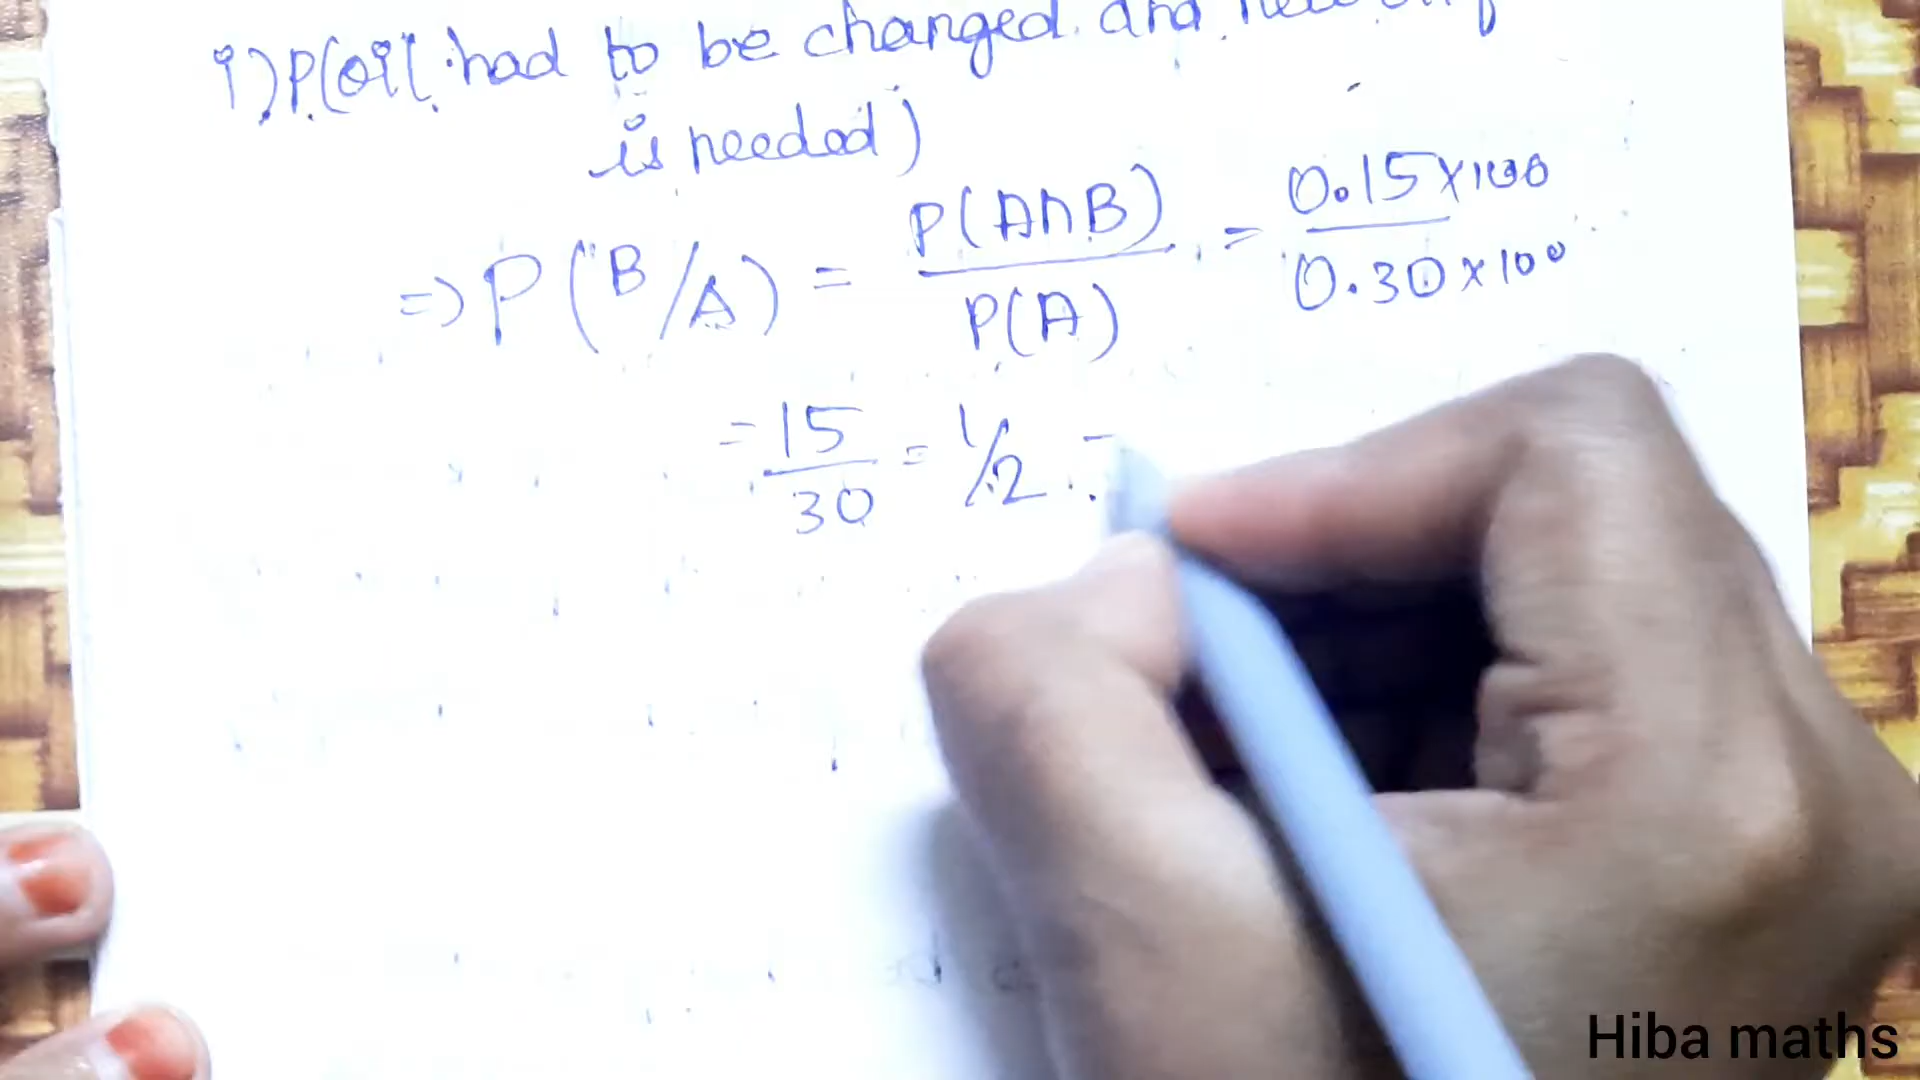 i) P(oil had to be changed and new
is needed)
=> P(B/A) = P(A∩B) / P(A) = 0.15 x 100 / 0.30 x 100
= 15/30 = 1/2 =
Hiba maths